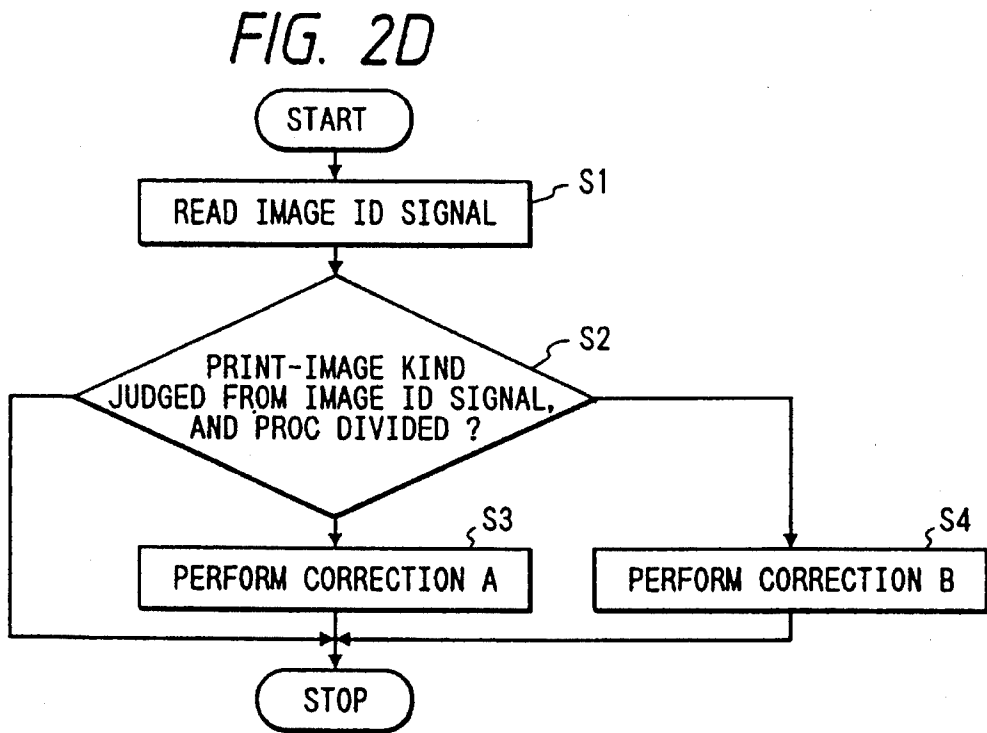 FIG. 2D
START
S1
READ IMAGE ID SIGNAL
S2
PRINT-IMAGE KIND
JUDGED FROM IMAGE ID SIGNAL,
AND PROC DIVIDED ?
S3
PERFORM CORRECTION A
S4
PERFORM CORRECTION B
STOP